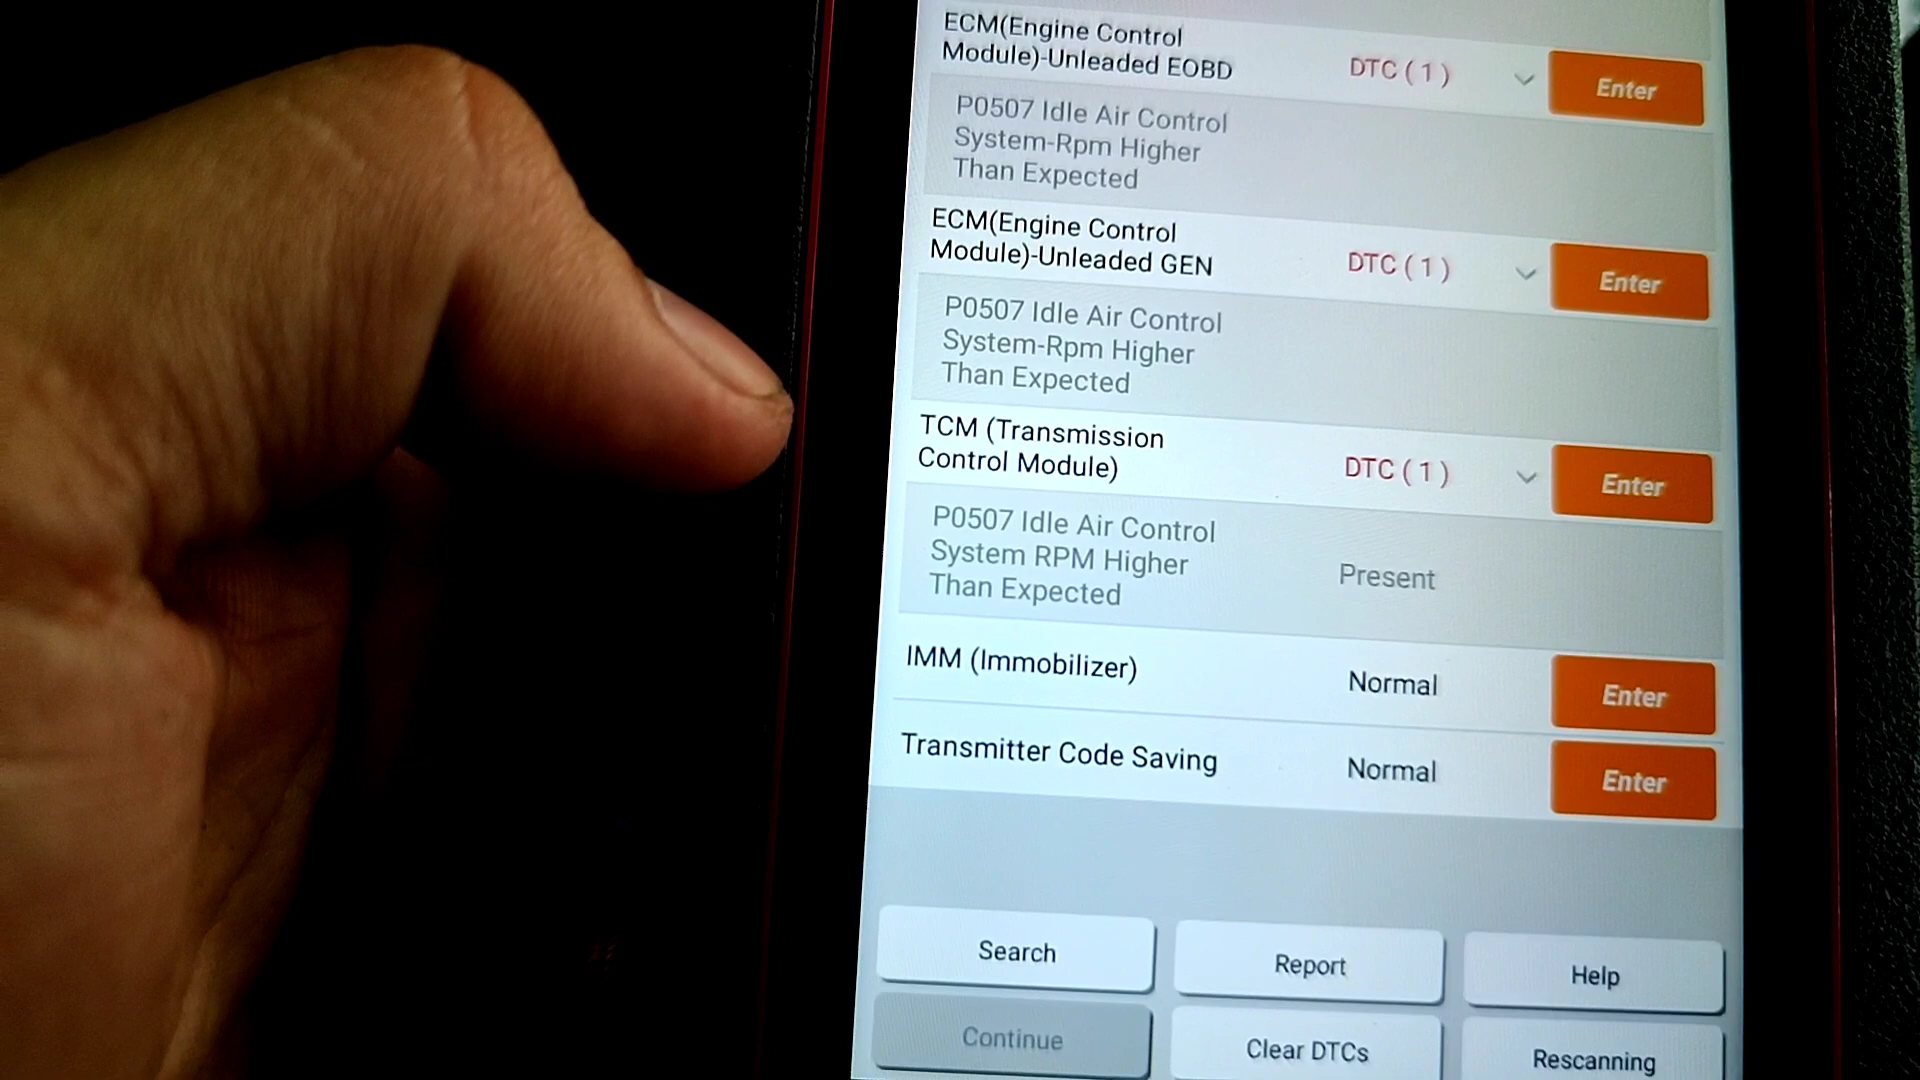 ECM(Engine Control
Module)-Unleaded EOBD
DTC ( 1 )
Enter
P0507 Idle Air Control
System-Rpm Higher
Than Expected
ECM(Engine Control
Module)-Unleaded GEN
DTC ( 1 )
Enter
P0507 Idle Air Control
System-Rpm Higher
Than Expected
TCM (Transmission
Control Module)
DTC ( 1 )
Enter
P0507 Idle Air Control
System RPM Higher
Than Expected
Present
IMM (Immobilizer)
Normal
Enter
Transmitter Code Saving
Normal
Enter
Search
Report
Help
Continue
Clear DTCs
Rescanning